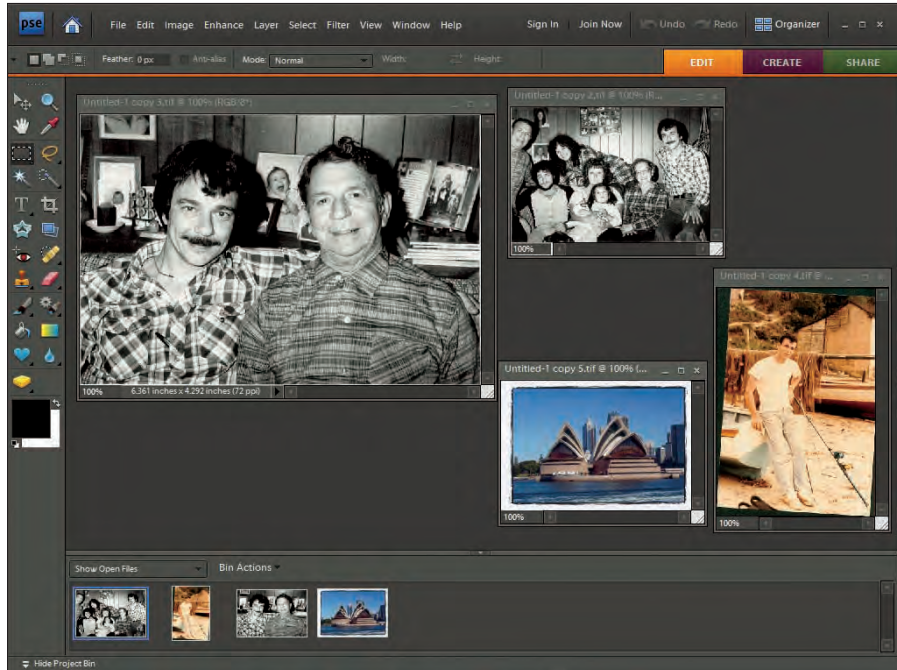 pse File Edit Image Enhance Layer Select Filter View Window Help Sign In Join Now Undo Redo Organizer
Feather: 0 px Anti-alias Mode: Normal Width: Height: EDIT CREATE SHARE
Untitled-1 copy 3.tif @ 100% (RGB/8*)
Untitled-1 copy 2.tif @ 100% (R...
100%
Untitled-1 copy 4.tif @ ...
Untitled-1 copy 5.tif @ 100% (...
100% 6.361 inches x 4.292 inches (72 ppi)
100%
100%
Show Open Files Bin Actions
Hide Project Bin